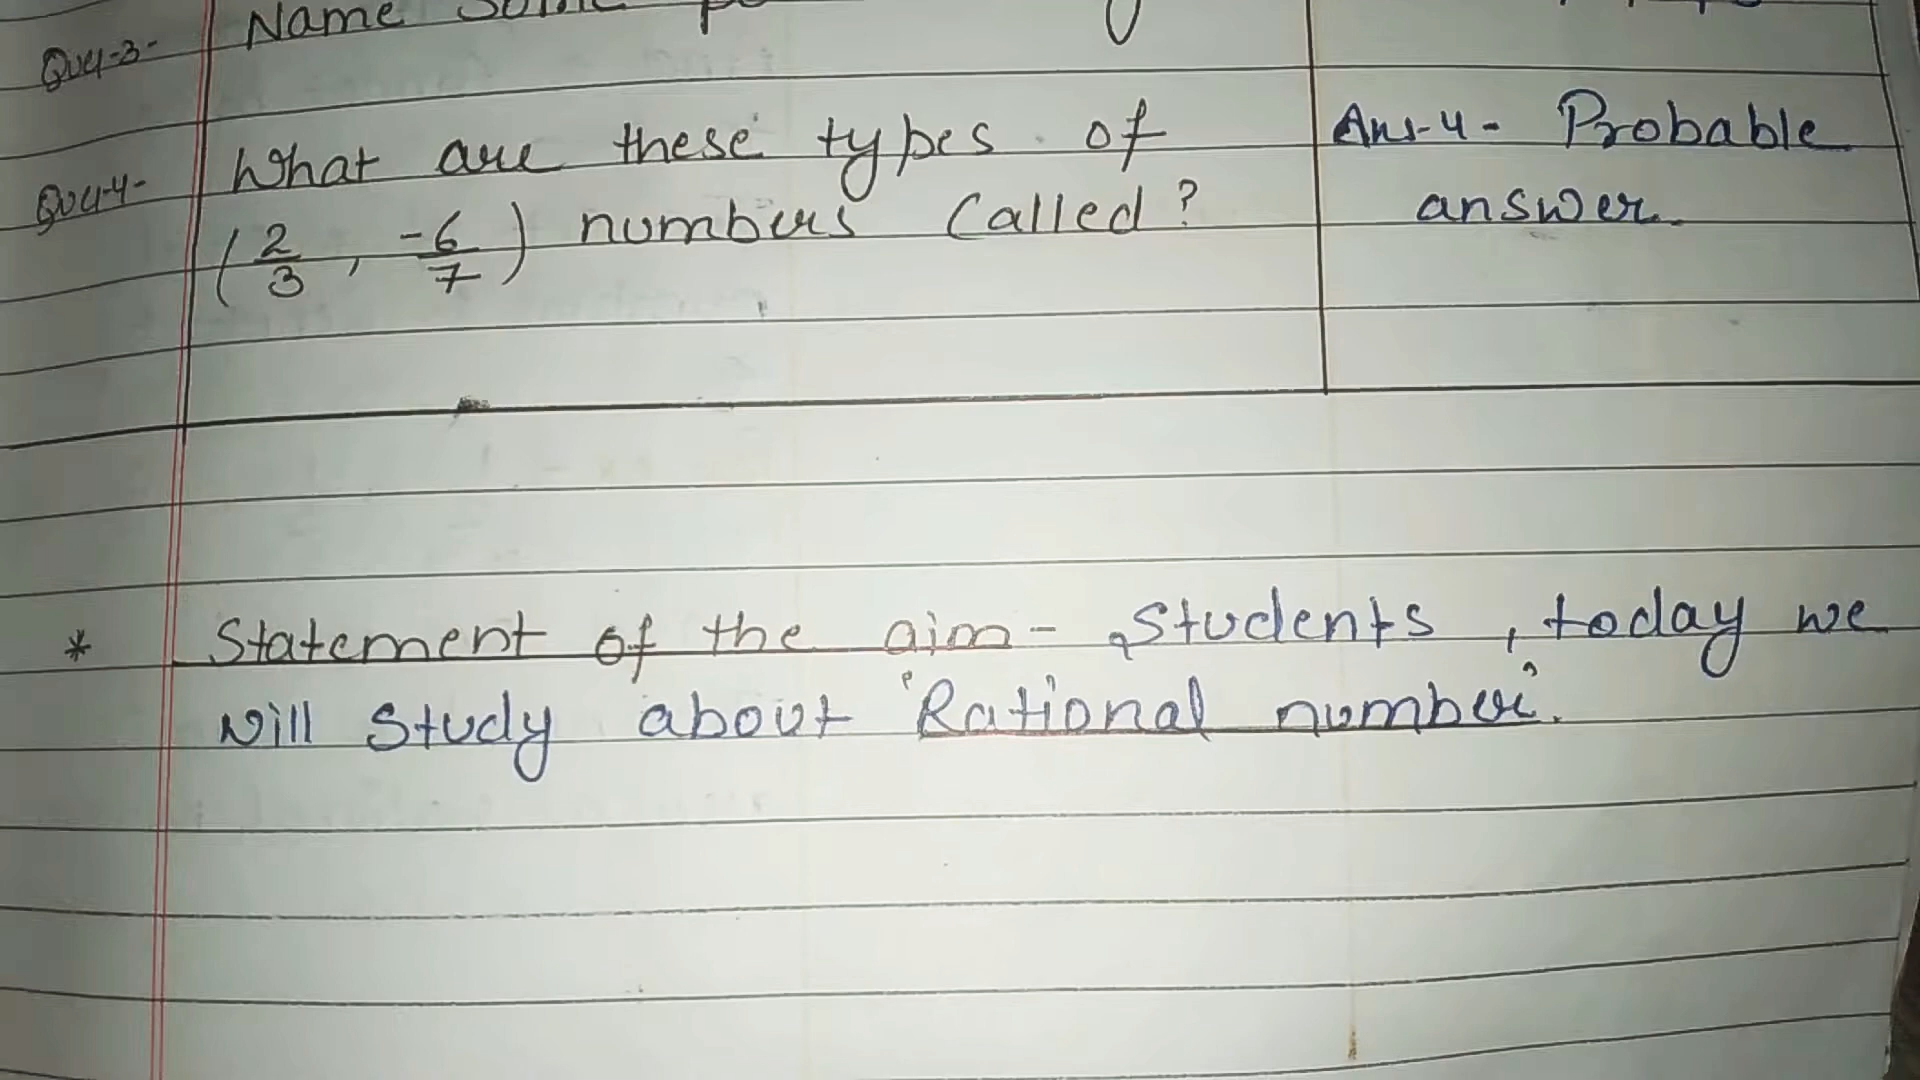 Que-3- Name Some
Que-4- What are these types of
(2/3, -6/7) numbers Called?
Ans-4- Probable
answer.
* Statement of the aim- Students, today we
will study about 'Rational number'.